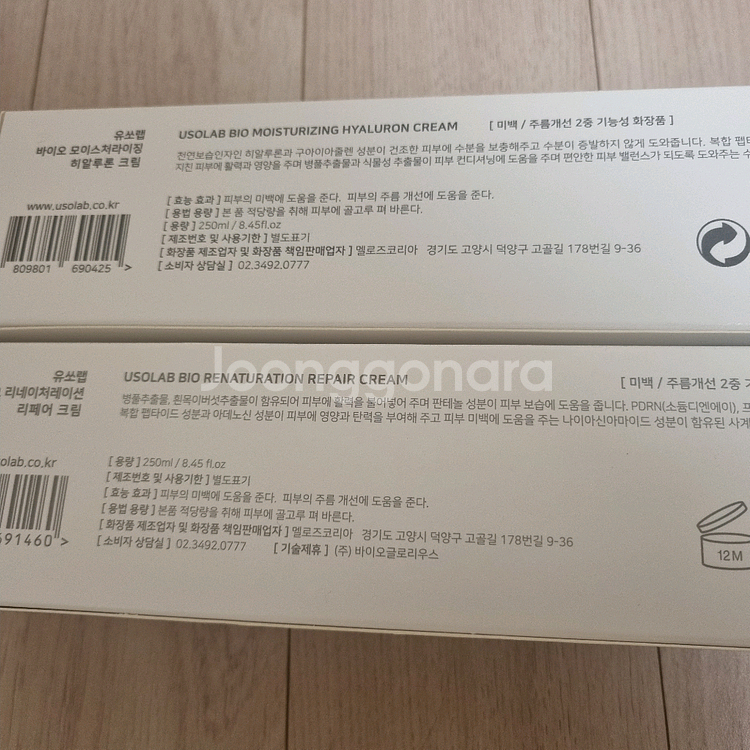 유쏘랩
바이오 모이스처라이징
히알루론 크림
www.usolab.co.kr
809801 690425 >
USOLAB BIO MOISTURIZING HYALURON CREAM [ 미백 / 주름개선 2중 기능성 화장품 ]
천연보습인자인 히알루론과 구아이아줄렌 성분이 건조한 피부에 수분을 보충해주고 수분이 증발하지 않게 도와줍니다. 복합 펩
지친 피부에 활력과 영양을 주며 병풀추출물과 식물성 추출물이 피부 컨디셔닝에 도움을 주며 편안한 피부 밸런스가 되도록 도와주는 수
[ 효능 효과 ] 피부의 미백에 도움을 준다. 피부의 주름 개선에 도움을 준다.
[ 용법 용량 ] 본 품 적당량을 취해 피부에 골고루 펴 바른다.
[ 용량 ] 250ml / 8.45fl.oz
[ 제조번호 및 사용기한 ] 별도표기
[ 화장품 제조업자 및 화장품 책임판매업자 ] 엘로즈코리아 경기도 고양시 덕양구 고골길 178번길 9-36
[ 소비자 상담실 ] 02.3492.0777
Joonggonara
유쏘랩
리네이처레이션
리페어 크림
olab.co.kr
691460 >
USOLAB BIO RENATURATION REPAIR CREAM [ 미백 / 주름개선 2중
병풀추출물, 흰목이버섯추출물이 함유되어 피부에 활력을 불어넣어 주며 판테놀 성분이 피부 보습에 도움을 줍니다. PDRN(소듐디엔에이),
복합 펩타이드 성분과 아데노신 성분이 피부에 영양과 탄력을 부여해 주고 피부 미백에 도움을 주는 나이아신아마이드 성분이 함유된 사계
[ 용량 ] 250ml / 8.45 fl.oz
[ 제조번호 및 사용기한 ] 별도표기
[ 효능 효과 ] 피부의 미백에 도움을 준다. 피부의 주름 개선에 도움을 준다.
[ 용법 용량 ] 본품 적당량을 취해 피부에 골고루 펴 바른다.
[ 화장품 제조업자 및 화장품 책임판매업자 ] 엘로즈코리아 경기도 고양시 덕양구 고골길 178번길 9-36
[ 소비자 상담실 ] 02.3492.0777 [ 기술제휴 ] (주) 바이오글로리우스
12M